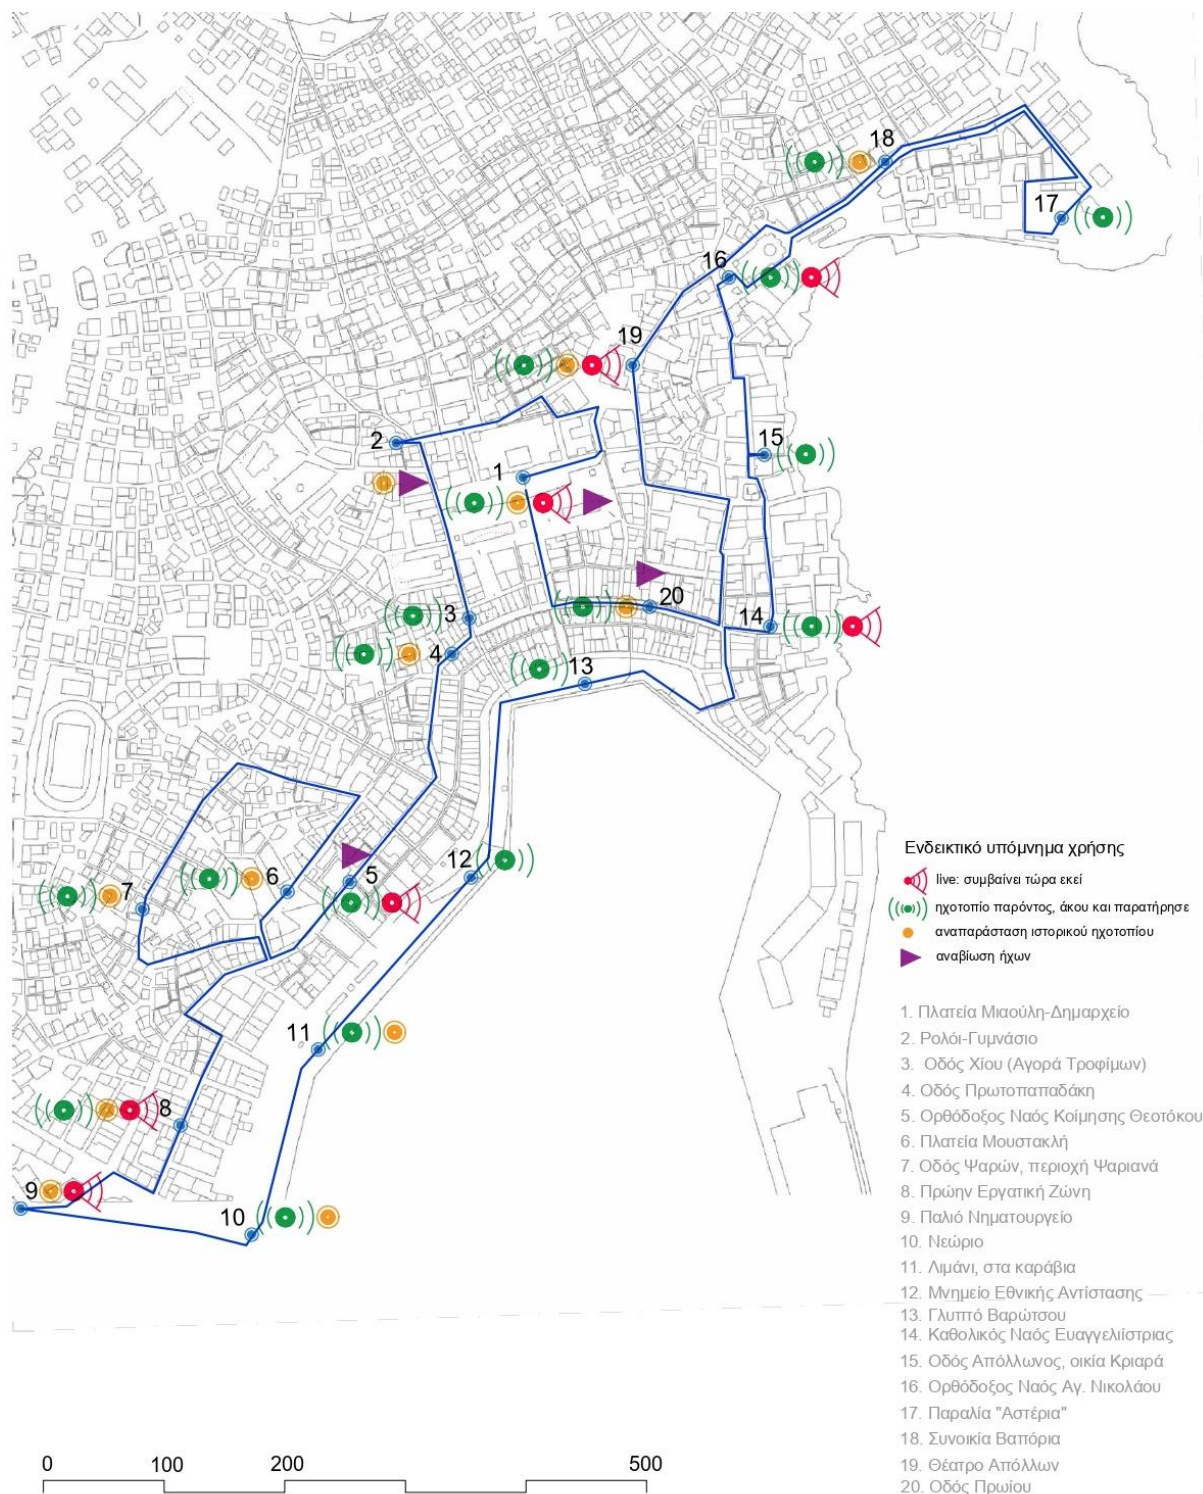 18
17
16
19
2
15
1
3
20
14
4
13
7
6
5
12
11
8
9
10
Ενδεικτικό υπόμνημα χρήσης
live: συμβαίνει τώρα εκεί
ηχοτοπίο παρόντος, άκου και παρατήρησε
αναπαράσταση ιστορικού ηχοτοπίου
αναβίωση ήχων
1. Πλατεία Μιαούλη-Δημαρχείο
2. Ρολόι-Γυμνάσιο
3. Οδός Χίου (Αγορά Τροφίμων)
4. Οδός Πρωτοπαπαδάκη
5. Ορθόδοξος Ναός Κοίμησης Θεοτόκου
6. Πλατεία Μουστακλή
7. Οδός Ψαρών, περιοχή Ψαριανά
8. Πρώην Εργατική Ζώνη
9. Παλιό Νηματουργείο
10. Νεώριο
11. Λιμάνι, στα καράβια
12. Μνημείο Εθνικής Αντίστασης
13. Γλυπτό Βαρώτσου
14. Καθολικός Ναός Ευαγγελιίστριας
15. Οδός Απόλλωνος, οικία Κριαρά
16. Ορθόδοξος Ναός Αγ. Νικολάου
17. Παραλία "Αστέρια"
18. Συνοικία Βαπόρια
19. Θέατρο Απόλλων
20. Οδός Πρωίου
0 100 200 500